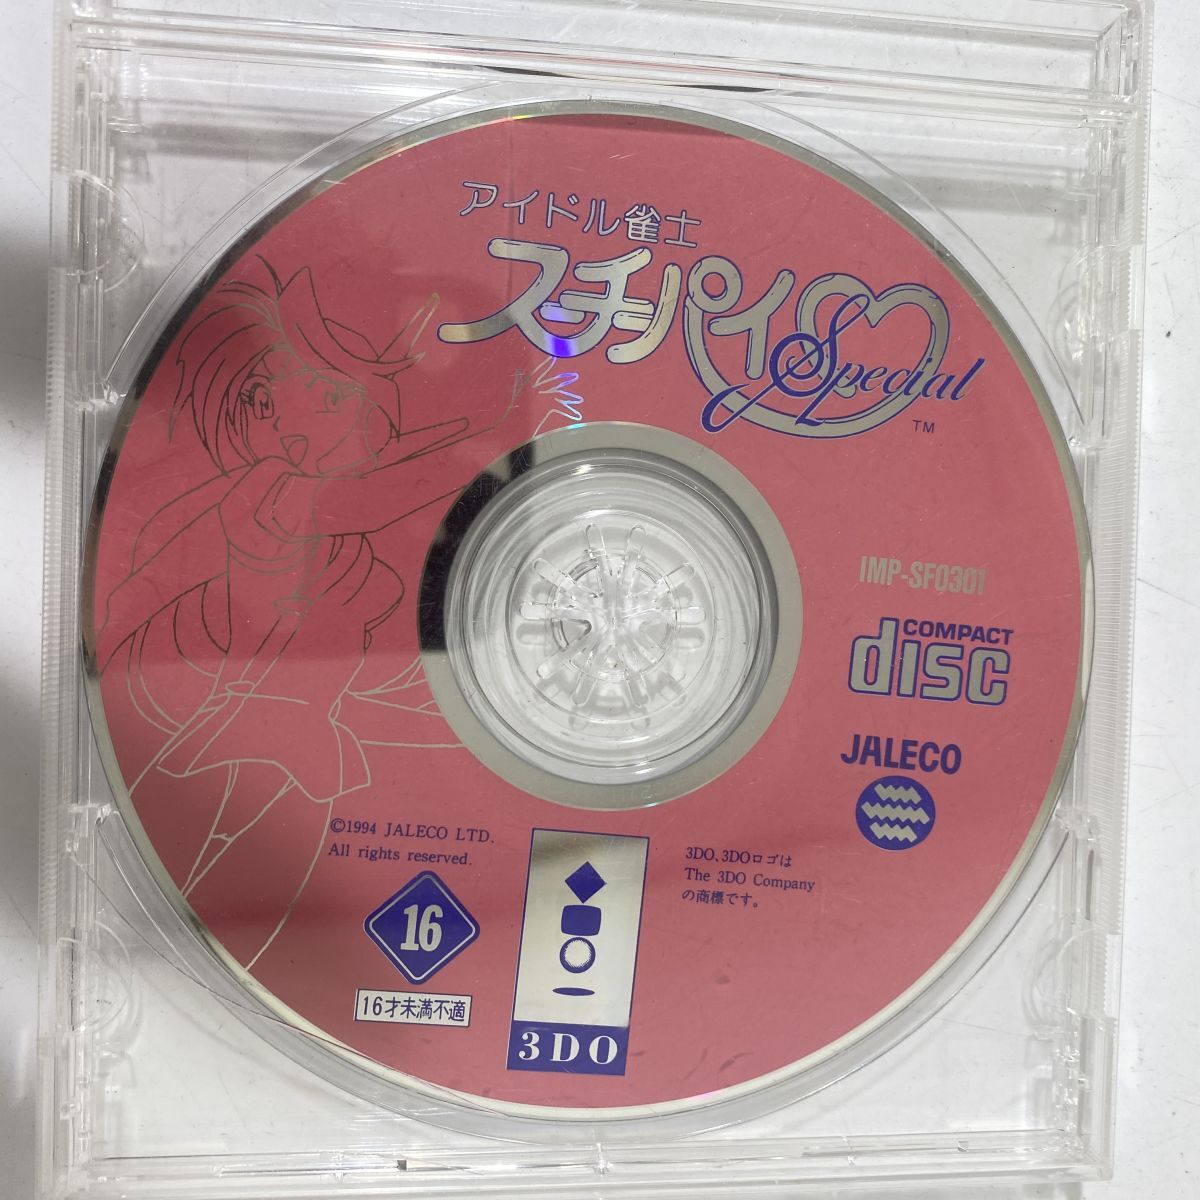 アイドル雀士
スチーパイ
Special
TM
IMP-SF0301
COMPACT
disc
JALECO
©1994 JALECO LTD.
All rights reserved.
3DO、3DOロゴは
The 3DO Company
の商標です。
16
16才未満不適
3DO